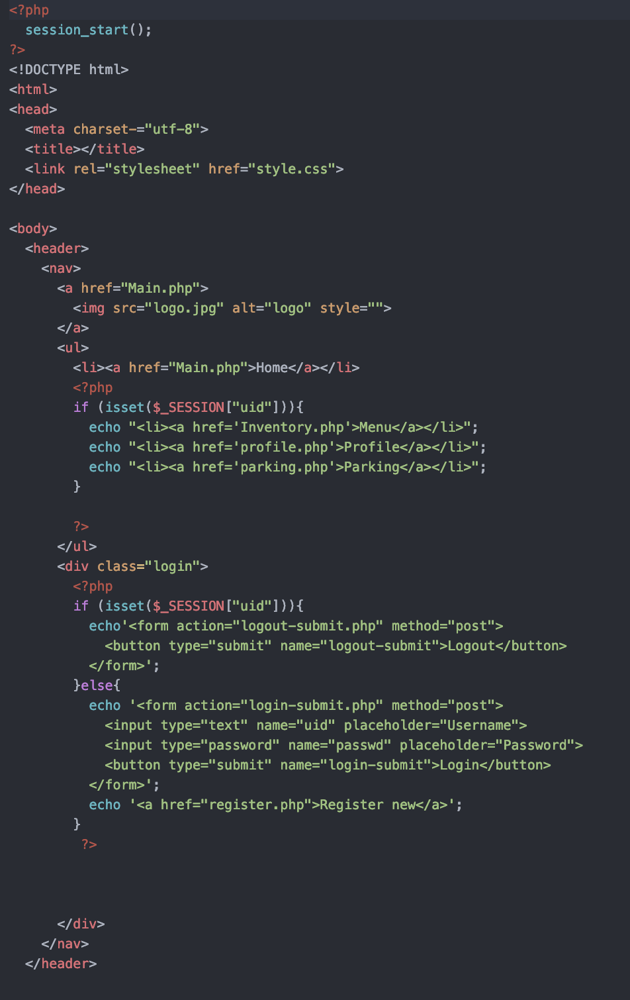 <?php
  session_start();
?>
<!DOCTYPE html>
<html>
<head>
  <meta charset-="utf-8">
  <title></title>
  <link rel="stylesheet" href="style.css">
</head>

<body>
  <header>
    <nav>
      <a href="Main.php">
        <img src="logo.jpg" alt="logo" style="">
      </a>
      <ul>
        <li><a href="Main.php">Home</a></li>
        <?php
        if (isset($_SESSION["uid"])){
          echo "<li><a href='Inventory.php'>Menu</a></li>";
          echo "<li><a href='profile.php'>Profile</a></li>";
          echo "<li><a href='parking.php'>Parking</a></li>";
        }

        ?>
      </ul>
      <div class="login">
        <?php
        if (isset($_SESSION["uid"])){
          echo'<form action="logout-submit.php" method="post">
            <button type="submit" name="logout-submit">Logout</button>
          </form>';
        }else{
          echo '<form action="login-submit.php" method="post">
            <input type="text" name="uid" placeholder="Username">
            <input type="password" name="passwd" placeholder="Password">
            <button type="submit" name="login-submit">Login</button>
          </form>';
          echo '<a href="register.php">Register new</a>';
        }
         ?>



      </div>
    </nav>
  </header>